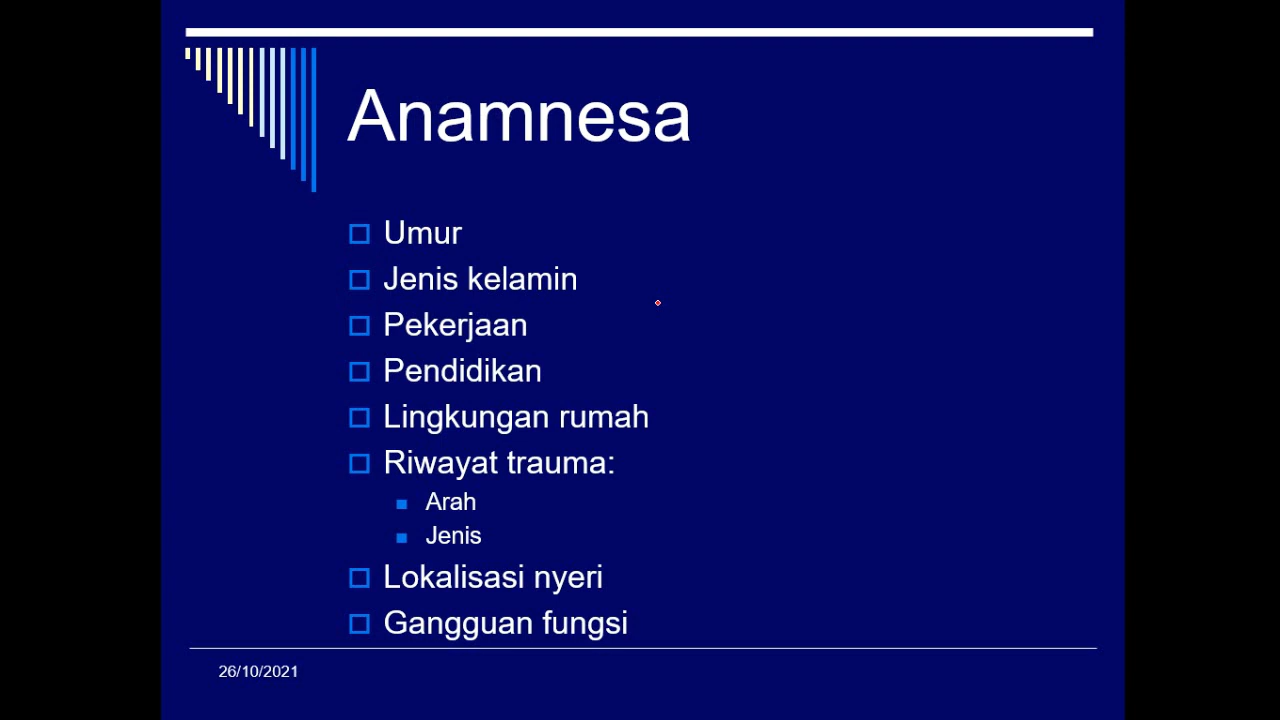 Anamnesa
Umur
Jenis kelamin
Pekerjaan
Pendidikan
Lingkungan rumah
Riwayat trauma:
Arah
Jenis
Lokalisasi nyeri
Gangguan fungsi
26/10/2021